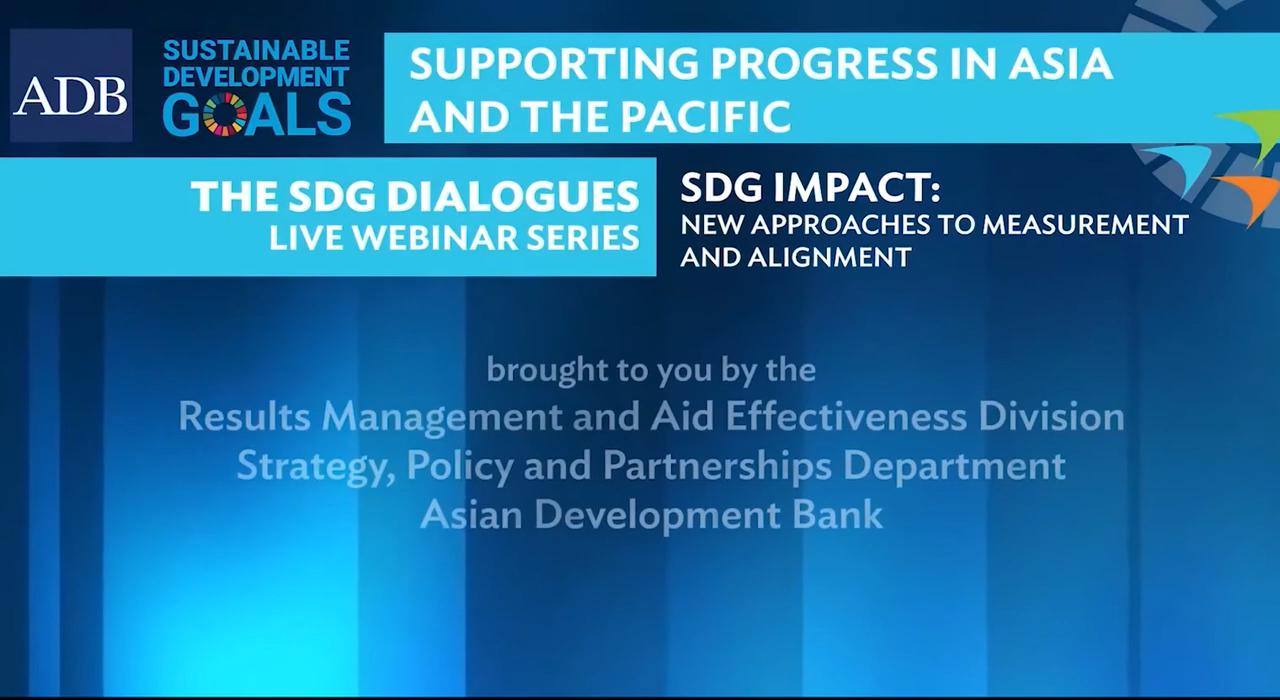 ADB
SUSTAINABLE
DEVELOPMENT
GOALS
SUPPORTING PROGRESS IN ASIA
AND THE PACIFIC
THE SDG DIALOGUES
LIVE WEBINAR SERIES
SDG IMPACT:
NEW APPROACHES TO MEASUREMENT
AND ALIGNMENT
brought to you by the
Results Management and Aid Effectiveness Division
Strategy, Policy and Partnerships Department
Asian Development Bank